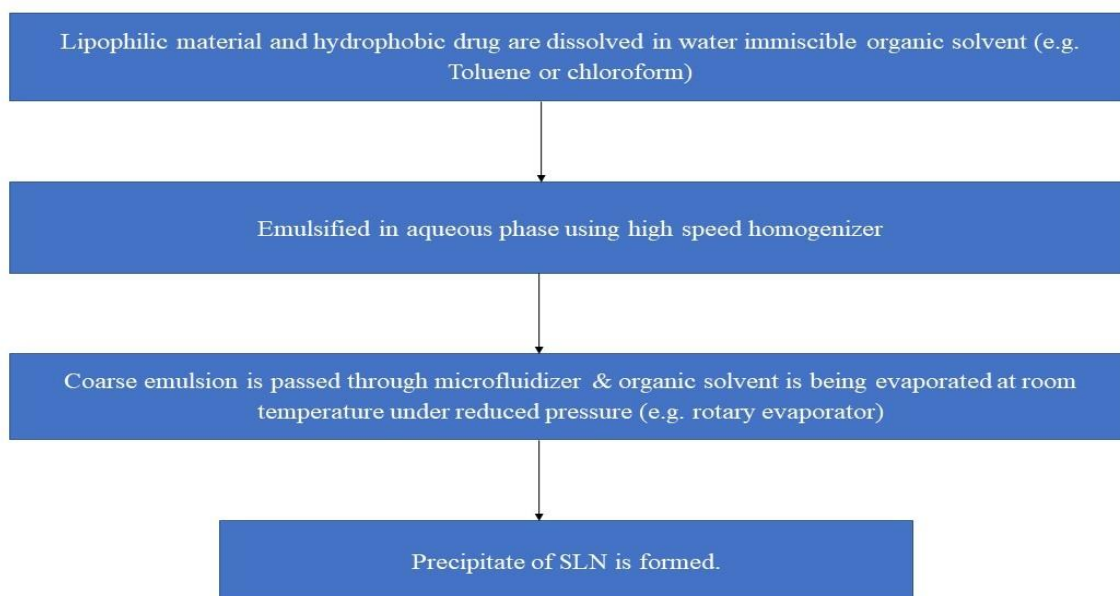 Lipophilic material and hydrophobic drug are dissolved in water immiscible organic solvent (e.g.
Toluene or chloroform)
Emulsified in aqueous phase using high speed homogenizer
Coarse emulsion is passed through microfluidizer & organic solvent is being evaporated at room
temperature under reduced pressure (e.g. rotary evaporator)
Precipitate of SLN is formed.